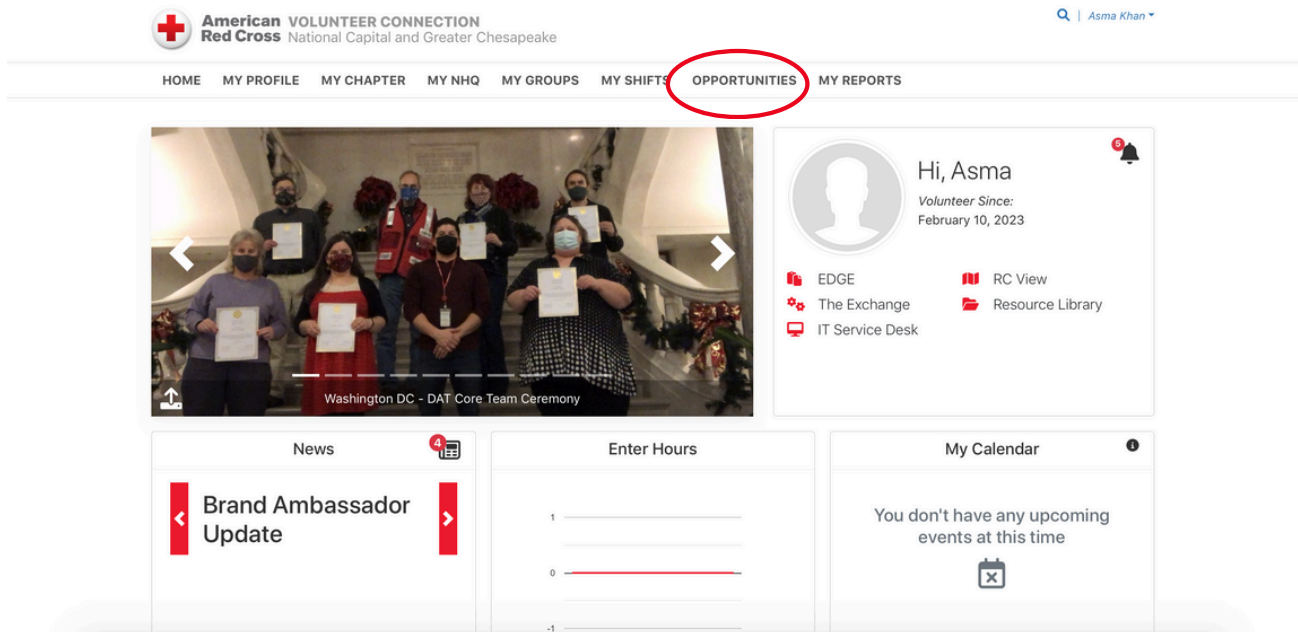 American VOLUNTEER CONNECTION
Red Cross National Capital and Greater Chesapeake
Asma Khan
HOME MY PROFILE MY CHAPTER MY NHQ MY GROUPS MY SHIFTS OPPORTUNITIES MY REPORTS
Washington DC - DAT Core Team Ceremony
5
Hi, Asma
Volunteer Since:
February 10, 2023
EDGE
RC View
The Exchange
Resource Library
IT Service Desk
News
4
Brand Ambassador
Update
Enter Hours
1
0
-1
My Calendar
You don't have any upcoming
events at this time